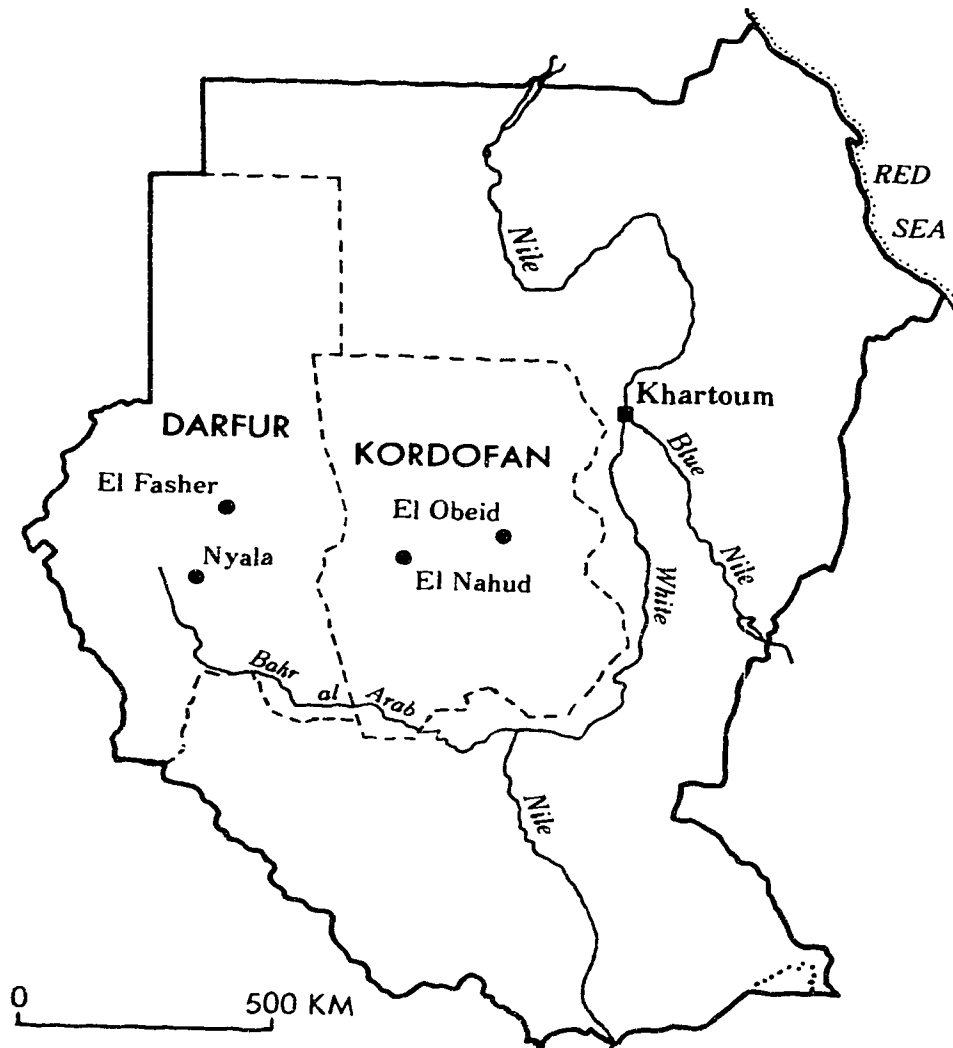 RED
SEA
Nile
Khartoum
DARFUR
KORDOFAN
Blue
El Fasher
El Obeid
Nyala
El Nahud
White
Nile
Bahr
al
Arab
Nile
0
500 KM